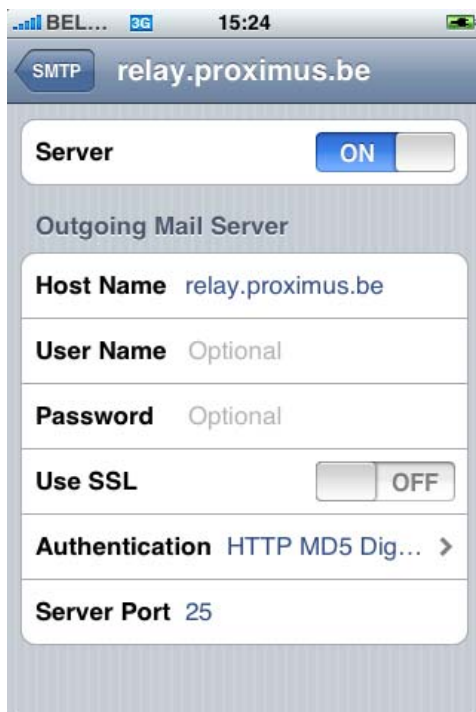 BEL... 3G 15:24
SMTP relay.proximus.be
Server ON
Outgoing Mail Server
Host Name relay.proximus.be
User Name Optional
Password Optional
Use SSL OFF
Authentication HTTP MD5 Dig... >
Server Port 25